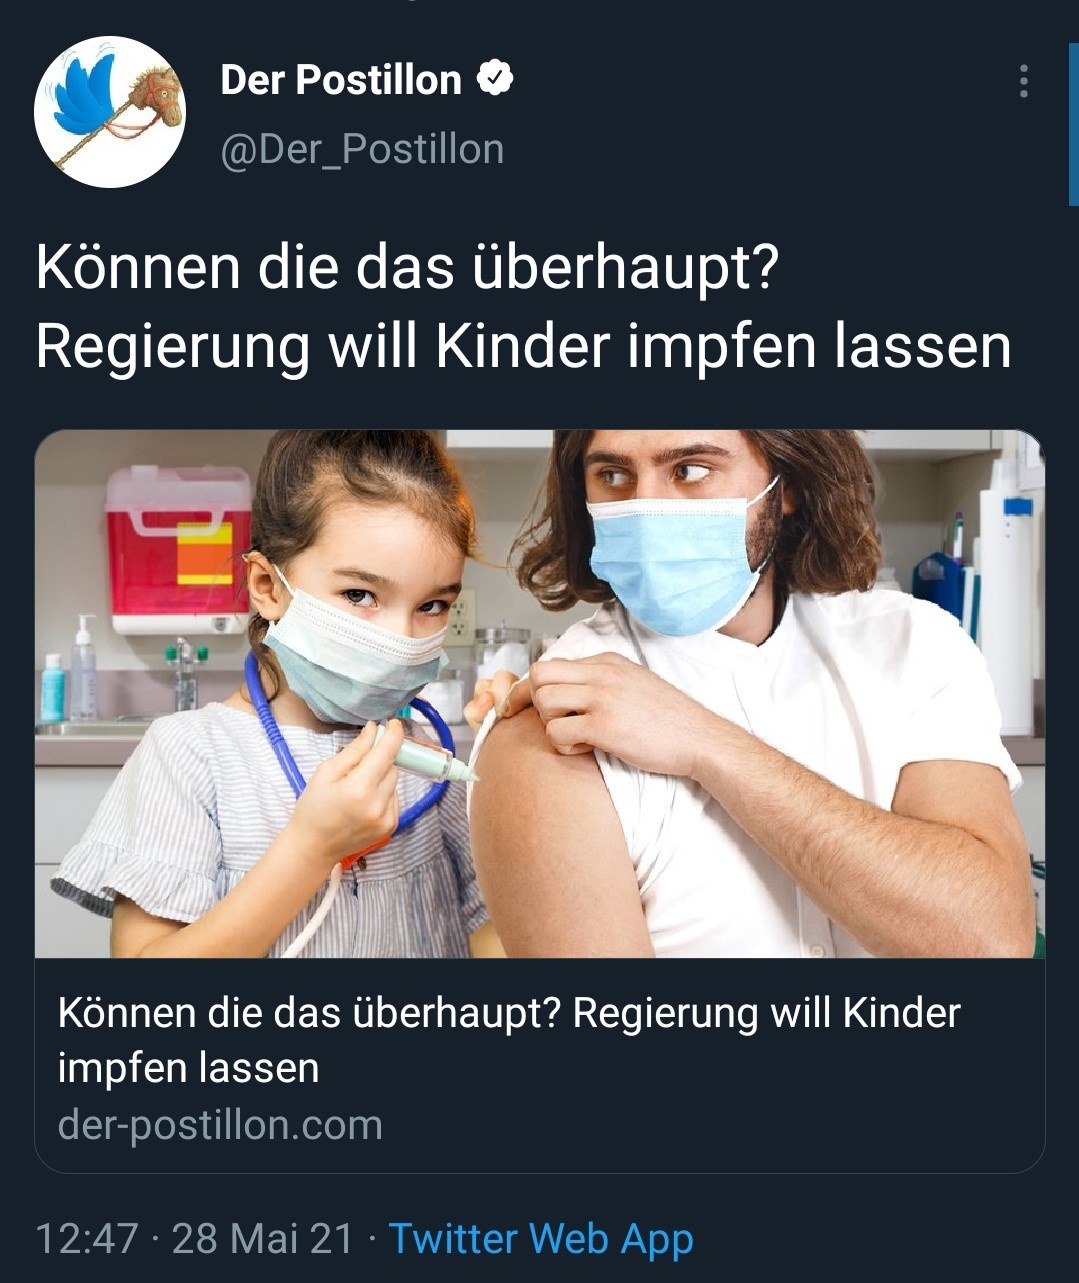 Der Postillon
@Der_Postillon
Können die das überhaupt?
Regierung will Kinder impfen lassen
Können die das überhaupt? Regierung will Kinder
impfen lassen
der-postillon.com
12:47 · 28 Mai 21 · Twitter Web App